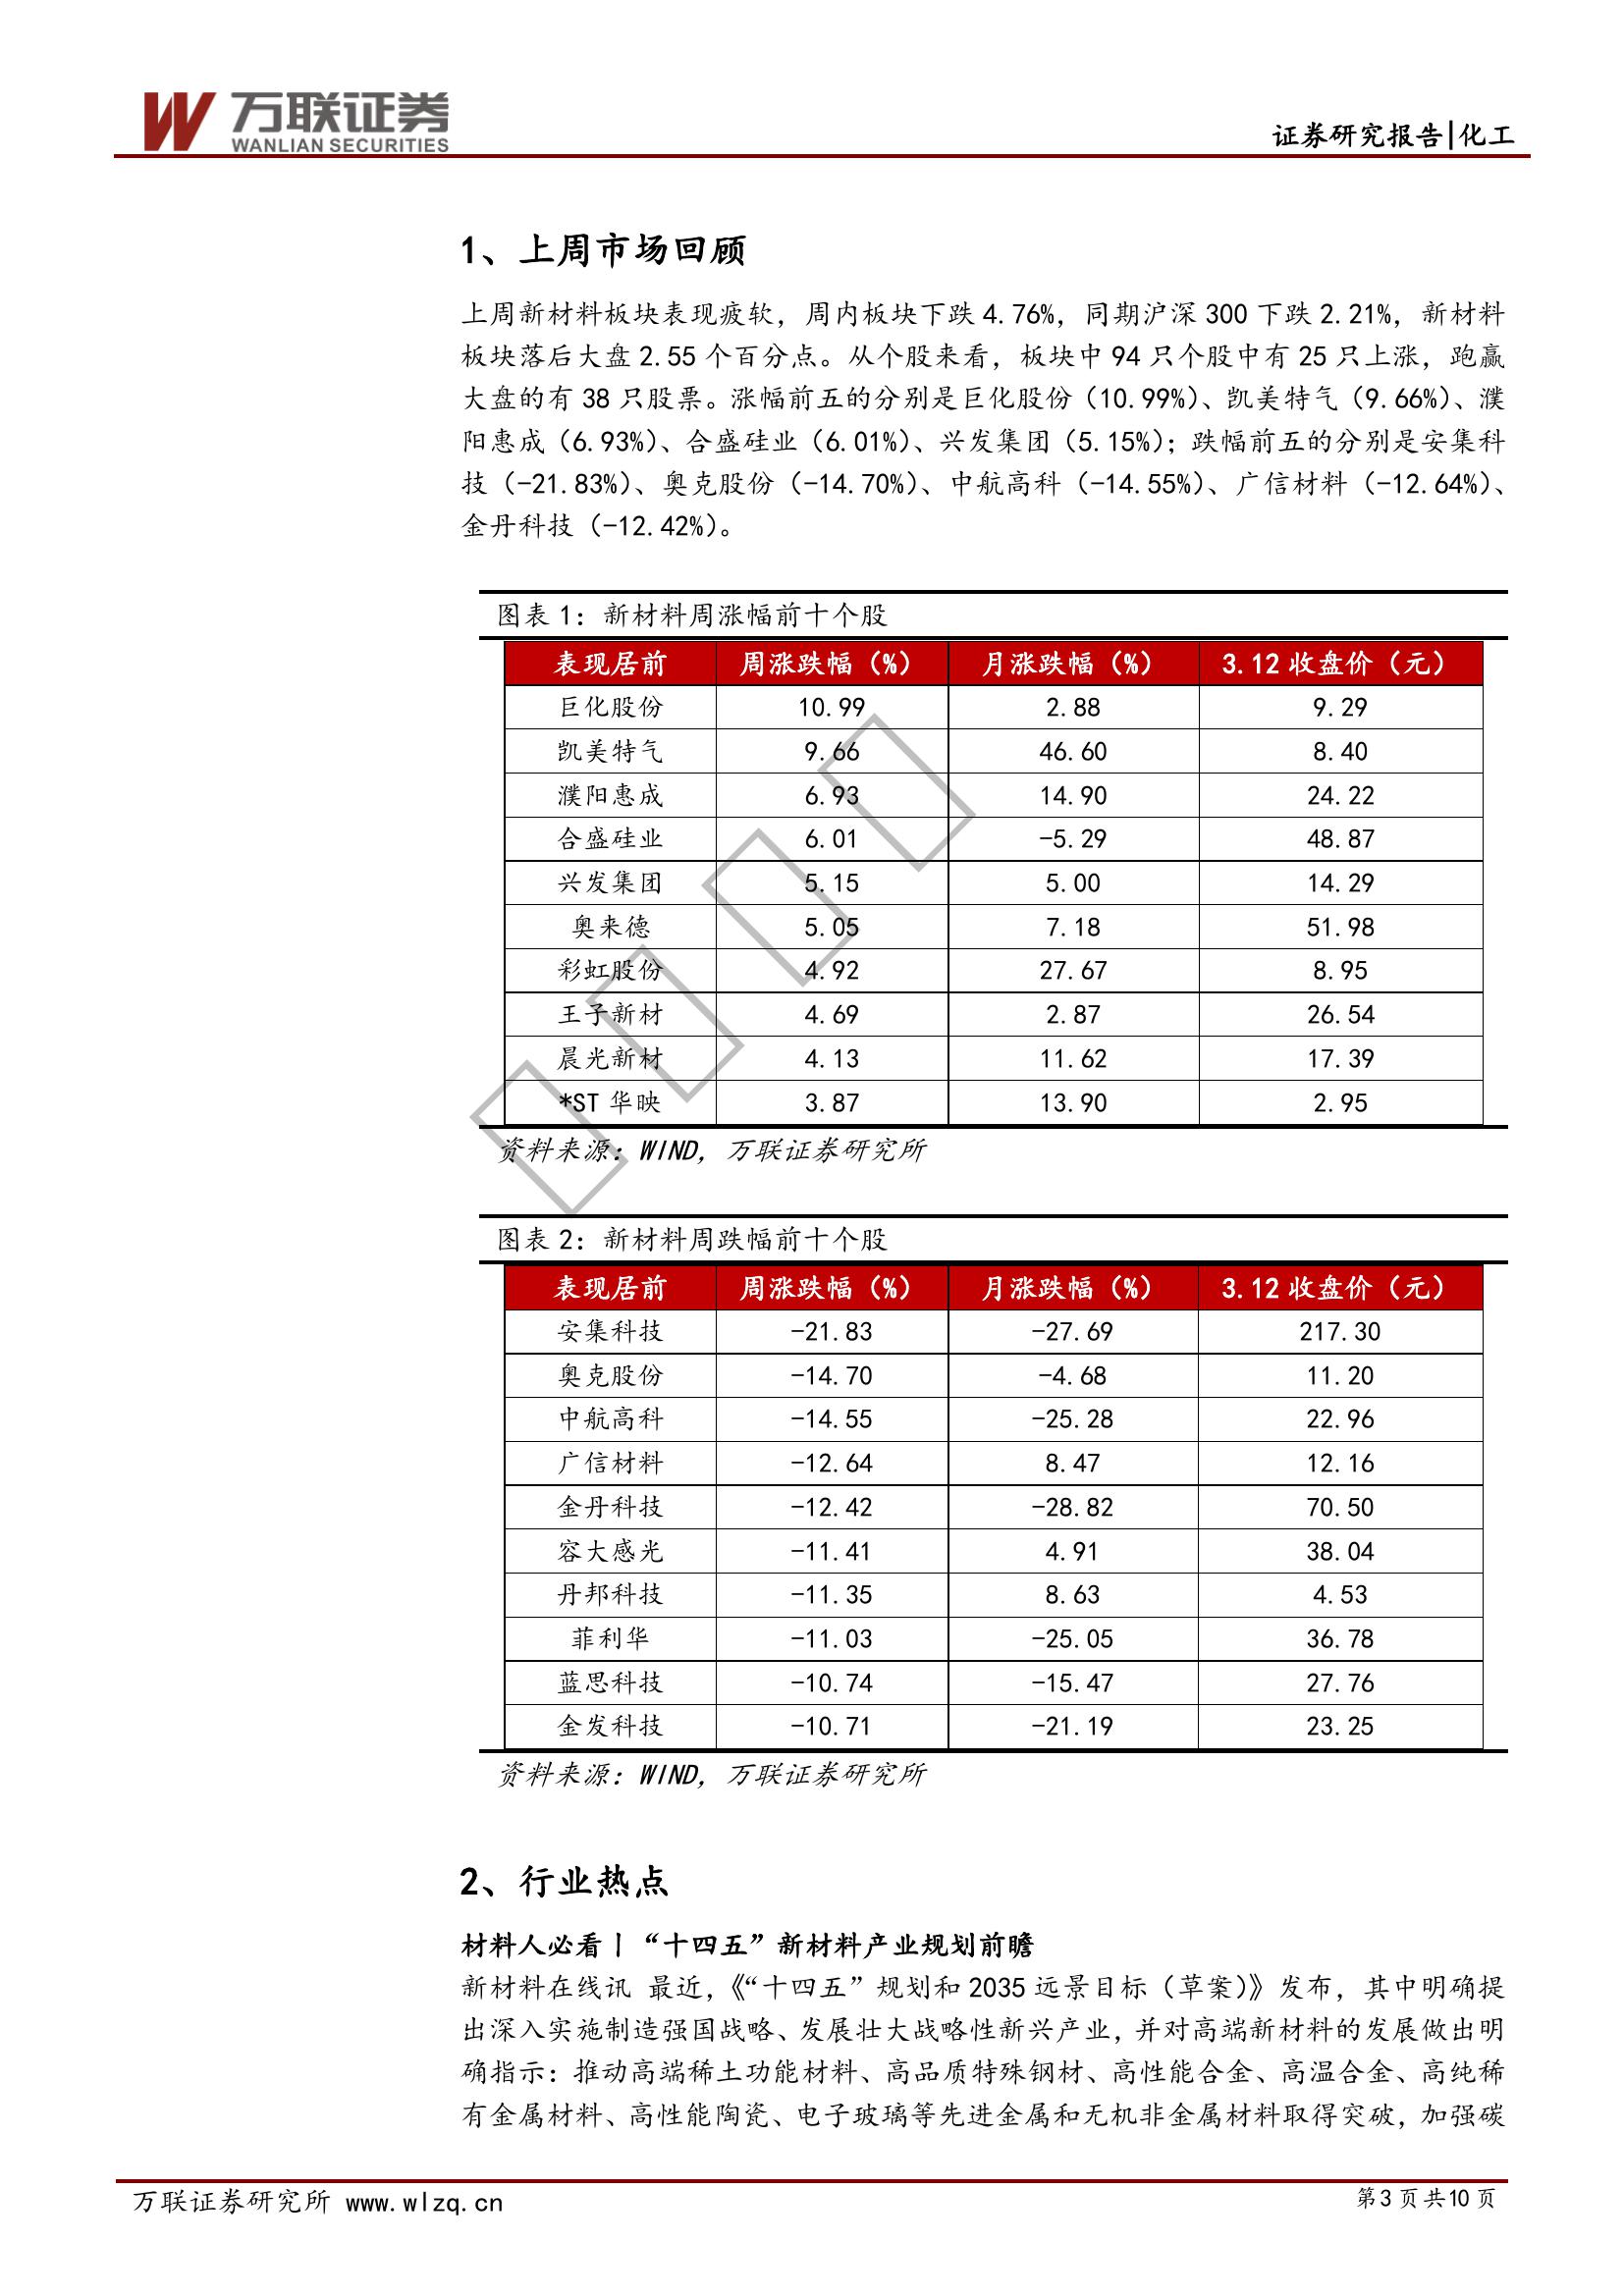 万联证券
WANLIAN SECURITIES
证券研究报告|化工
1、上周市场回顾
上周新材料板块表现疲软，周内板块下跌 4.76%，同期沪深 300 下跌 2.21%，新材料
板块落后大盘 2.55 个百分点。从个股来看，板块中 94 只个股中有 25 只上涨，跑赢
大盘的有 38 只股票。涨幅前五的分别是巨化股份（10.99%）、凯美特气（9.66%）、濮
阳惠成（6.93%）、合盛硅业（6.01%）、兴发集团（5.15%）；跌幅前五的分别是安集科
技（-21.83%）、奥克股份（-14.70%）、中航高科（-14.55%）、广信材料（-12.64%）、
金丹科技（-12.42%）。
图表 1：新材料周涨幅前十个股
表现居前 周涨跌幅（%） 月涨跌幅（%） 3.12 收盘价（元）
巨化股份 10.99 2.88 9.29
凯美特气 9.66 46.60 8.40
濮阳惠成 6.93 14.90 24.22
合盛硅业 6.01 -5.29 48.87
兴发集团 5.15 5.00 14.29
奥来德 5.05 7.18 51.98
彩虹股份 4.92 27.67 8.95
王子新材 4.69 2.87 26.54
晨光新材 4.13 11.62 17.39
*ST 华映 3.87 13.90 2.95
资料来源：WIND，万联证券研究所
图表 2：新材料周跌幅前十个股
表现居前 周涨跌幅（%） 月涨跌幅（%） 3.12 收盘价（元）
安集科技 -21.83 -27.69 217.30
奥克股份 -14.70 -4.68 11.20
中航高科 -14.55 -25.28 22.96
广信材料 -12.64 8.47 12.16
金丹科技 -12.42 -28.82 70.50
容大感光 -11.41 4.91 38.04
丹邦科技 -11.35 8.63 4.53
菲利华 -11.03 -25.05 36.78
蓝思科技 -10.74 -15.47 27.76
金发科技 -10.71 -21.19 23.25
资料来源：WIND，万联证券研究所
2、行业热点
材料人必看丨“十四五”新材料产业规划前瞻
新材料在线讯 最近，《“十四五”规划和 2035 远景目标（草案）》发布，其中明确提
出深入实施制造强国战略、发展壮大战略性新兴产业，并对高端新材料的发展做出明
确指示：推动高端稀土功能材料、高品质特殊钢材、高性能合金、高温合金、高纯稀
有金属材料、高性能陶瓷、电子玻璃等先进金属和无机非金属材料取得突破，加强碳
万联证券研究所 www.wlzq.cn
第 3 页 共 10 页